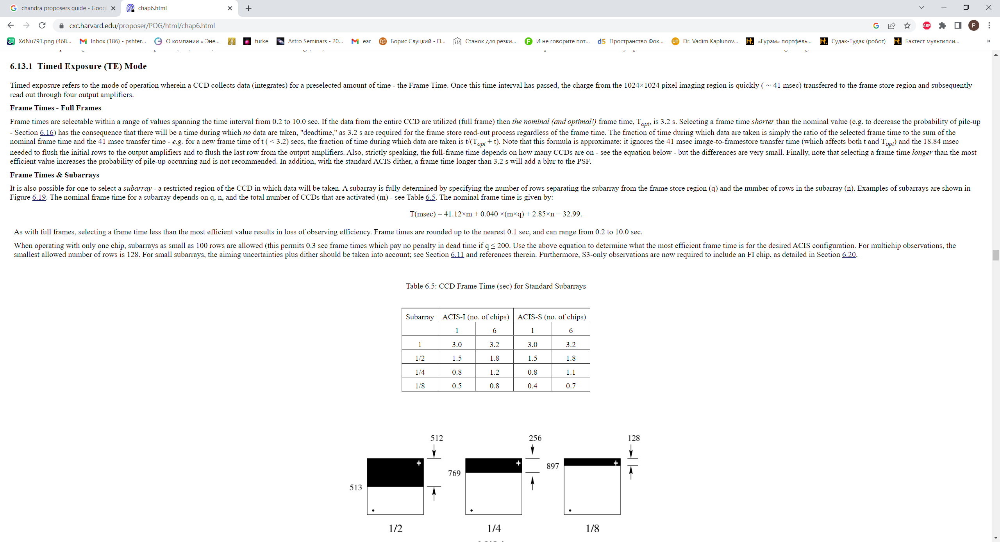 chandra proposers guide - Goog
chap6.html
cxc.harvard.edu/proposer/POG/html/chap6.html
ABP
P
XdNu791.png (468...
Inbox (186) - pshter...
О компании » Эне...
turke
Astro Seminars - 20...
ear
Борис Слуцкий - П...
Станок для резки...
И не говорите пот...
dS Пространство Фок...
UT Dr. Vadim Kaplunov...
H. «Гурам» портфель...
H. Судак-Тудак (робот)
H. Бэктест мультипли...
6.13.1 Timed Exposure (TE) Mode
Timed exposure refers to the mode of operation wherein a CCD collects data (integrates) for a preselected amount of time - the Frame Time. Once this time interval has passed, the charge from the 1024×1024 pixel imaging region is quickly ( ~ 41 msec) transferred to the frame store region and subsequently
read out through four output amplifiers.
Frame Times - Full Frames
Frame times are selectable within a range of values spanning the time interval from 0.2 to 10.0 sec. If the data from the entire CCD are utilized (full frame) then the nominal (and optimal!) frame time, Topt, is 3.2 s. Selecting a frame time shorter than the nominal value (e.g. to decrease the probability of pile-up
- Section 6.16) has the consequence that there will be a time during which no data are taken, "deadtime," as 3.2 s are required for the frame store read-out process regardless of the frame time. The fraction of time during which data are taken is simply the ratio of the selected frame time to the sum of the
nominal frame time and the 41 msec transfer time - e.g. for a new frame time of t ( < 3.2) secs, the fraction of time during which data are taken is t/(Topt + t). Note that this formula is approximate: it ignores the 41 msec image-to-framestore transfer time (which affects both t and Topt) and the 18.84 msec
needed to flush the initial rows to the output amplifiers and to flush the last row from the output amplifiers. Also, strictly speaking, the full-frame time depends on how many CCDs are on - see the equation below - but the differences are very small. Finally, note that selecting a frame time longer than the most
efficient value increases the probability of pile-up occurring and is not recommended. In addition, with the standard ACIS dither, a frame time longer than 3.2 s will add a blur to the PSF.
Frame Times & Subarrays
It is also possible for one to select a subarray - a restricted region of the CCD in which data will be taken. A subarray is fully determined by specifying the number of rows separating the subarray from the frame store region (q) and the number of rows in the subarray (n). Examples of subarrays are shown in
Figure 6.19. The nominal frame time for a subarray depends on q, n, and the total number of CCDs that are activated (m) - see Table 6.5. The nominal frame time is given by:
T(msec) = 41.12×m + 0.040 ×(m×q) + 2.85×n − 32.99.
As with full frames, selecting a frame time less than the most efficient value results in loss of observing efficiency. Frame times are rounded up to the nearest 0.1 sec, and can range from 0.2 to 10.0 sec.
When operating with only one chip, subarrays as small as 100 rows are allowed (this permits 0.3 sec frame times which pay no penalty in dead time if q ≤ 200. Use the above equation to determine what the most efficient frame time is for the desired ACIS configuration. For multichip observations, the
smallest allowed number of rows is 128. For small subarrays, the aiming uncertainties plus dither should be taken into account; see Section 6.11 and references therein. Furthermore, S3-only observations are now required to include an FI chip, as detailed in Section 6.20.
Table 6.5: CCD Frame Time (sec) for Standard Subarrays
Subarray ACIS-I (no. of chips) ACIS-S (no. of chips)
1 6 1 6
1 3.0 3.2 3.0 3.2
1/2 1.5 1.8 1.5 1.8
1/4 0.8 1.2 0.8 1.1
1/8 0.5 0.8 0.4 0.7
512 256 128
897
769
513
1/2 1/4 1/8